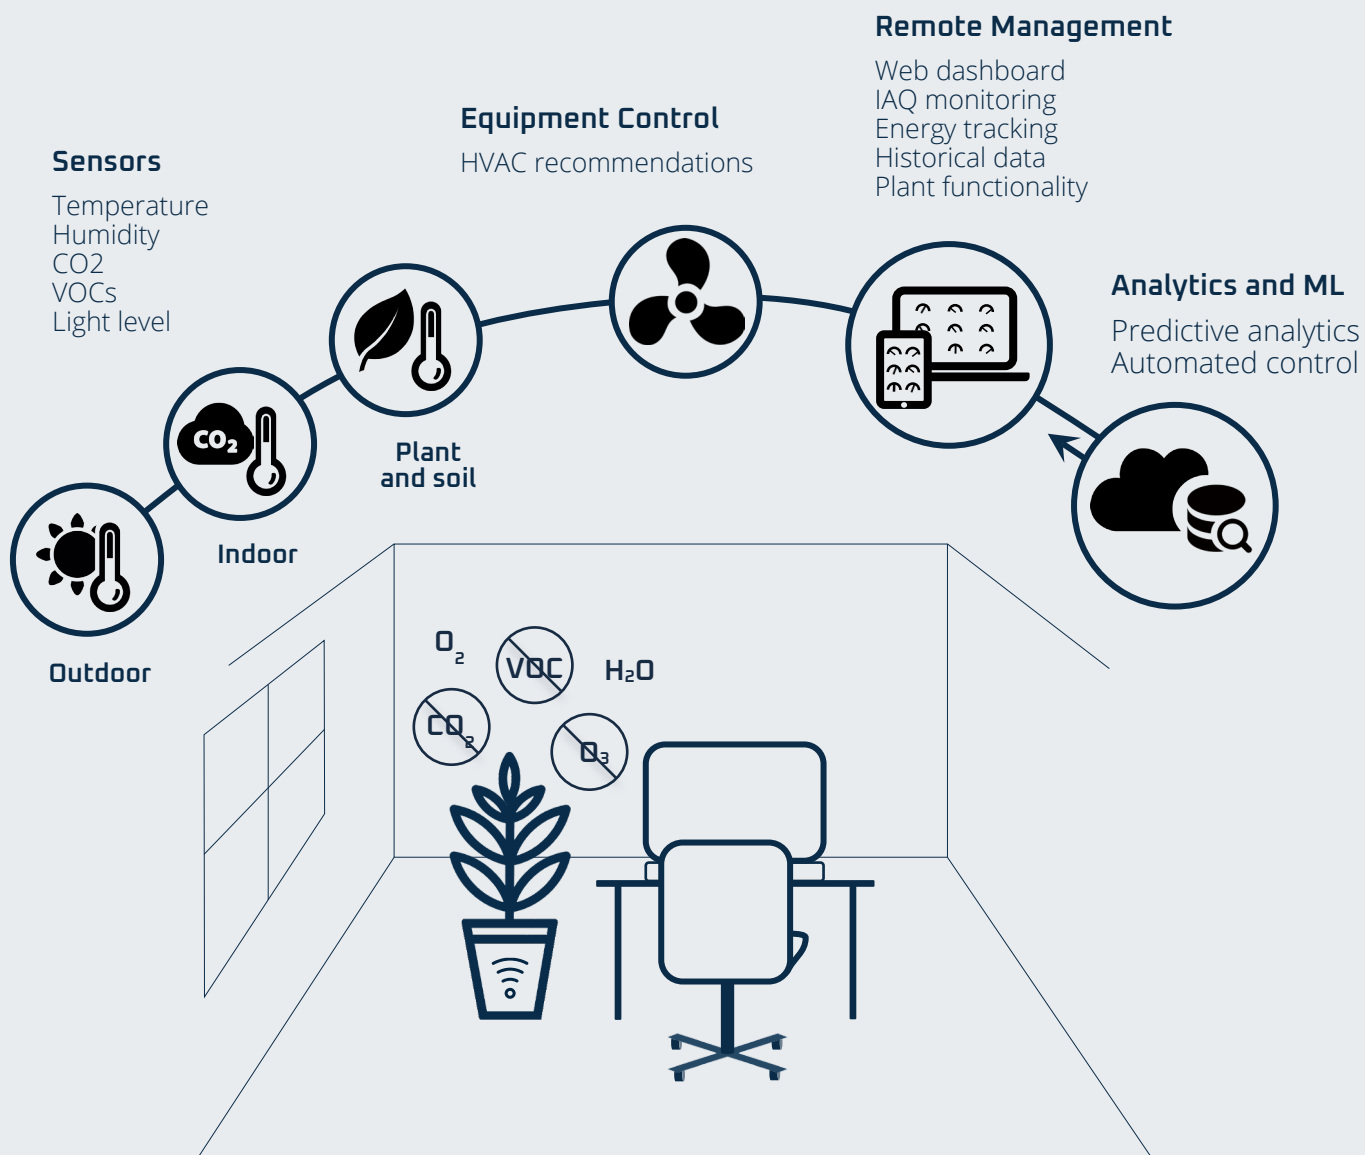 Remote Management
Web dashboard
IAQ monitoring
Energy tracking
Historical data
Plant functionality
Equipment Control
HVAC recommendations
Sensors
Temperature
Humidity
CO2
VOCs
Light level
Analytics and ML
Predictive analytics
Automated control
CO₂
Plant
and soil
Indoor
Outdoor
O₂
VOC
H₂O
CO₂
O₃